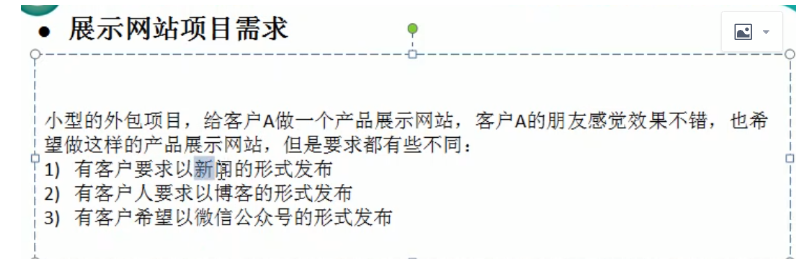 ● 展示网站项目需求
小型的外包项目，给客户A做一个产品展示网站，客户A的朋友感觉效果不错，也希
望做这样的产品展示网站，但是要求都有些不同：
1) 有客户要求以新闻的形式发布
2) 有客户人要求以博客的形式发布
3) 有客户希望以微信公众号的形式发布